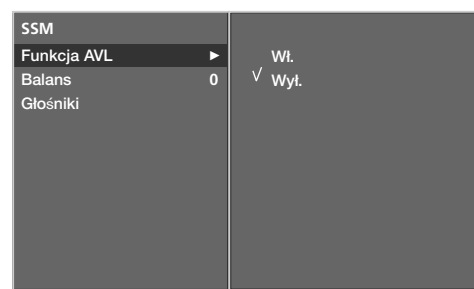 SSM
Funkcja AVL ►
Balans 0
Głośniki
Wł.
√ Wył.